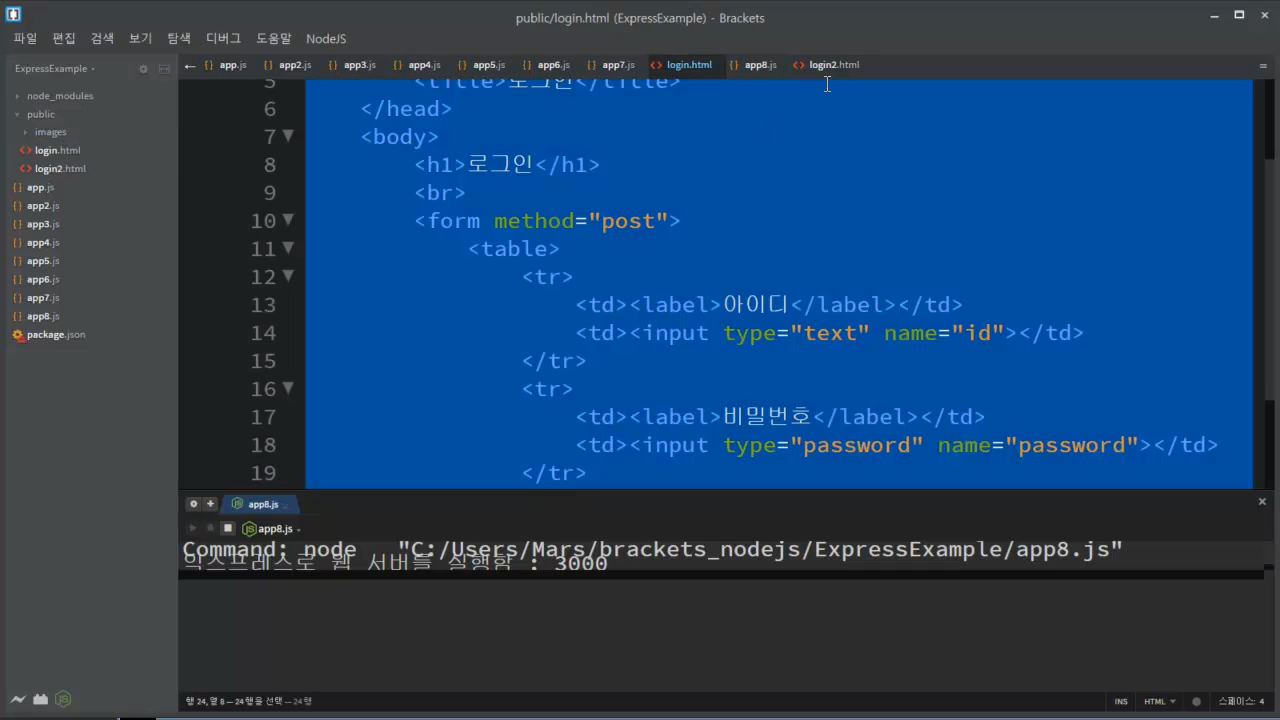 public/login.html (ExpressExample) - Brackets
파일 편집 검색 보기 탐색 디버그 도움말 NodeJS
ExpressExample
app.js app2.js app3.js app4.js app5.js app6.js app7.js login.html app8.js login2.html
node_modules
public
images
login.html
login2.html
app.js
app2.js
app3.js
app4.js
app5.js
app6.js
app7.js
app8.js
package.json
5 <title>로그인</title>
6 </head>
7 <body>
8 <h1>로그인</h1>
9 <br>
10 <form method="post">
11 <table>
12 <tr>
13 <td><label>아이디</label></td>
14 <td><input type="text" name="id"></td>
15 </tr>
16 <tr>
17 <td><label>비밀번호</label></td>
18 <td><input type="password" name="password"></td>
19 </tr>
app8.js
app8.js
Command: node "C:/Users/Mars/brackets_nodejs/ExpressExample/app8.js"
익스프레스로 웹 서버를 실행함 : 3000
행 24, 열 8 — 24 행을 선택 — 24 행
INS HTML 스페이스: 4